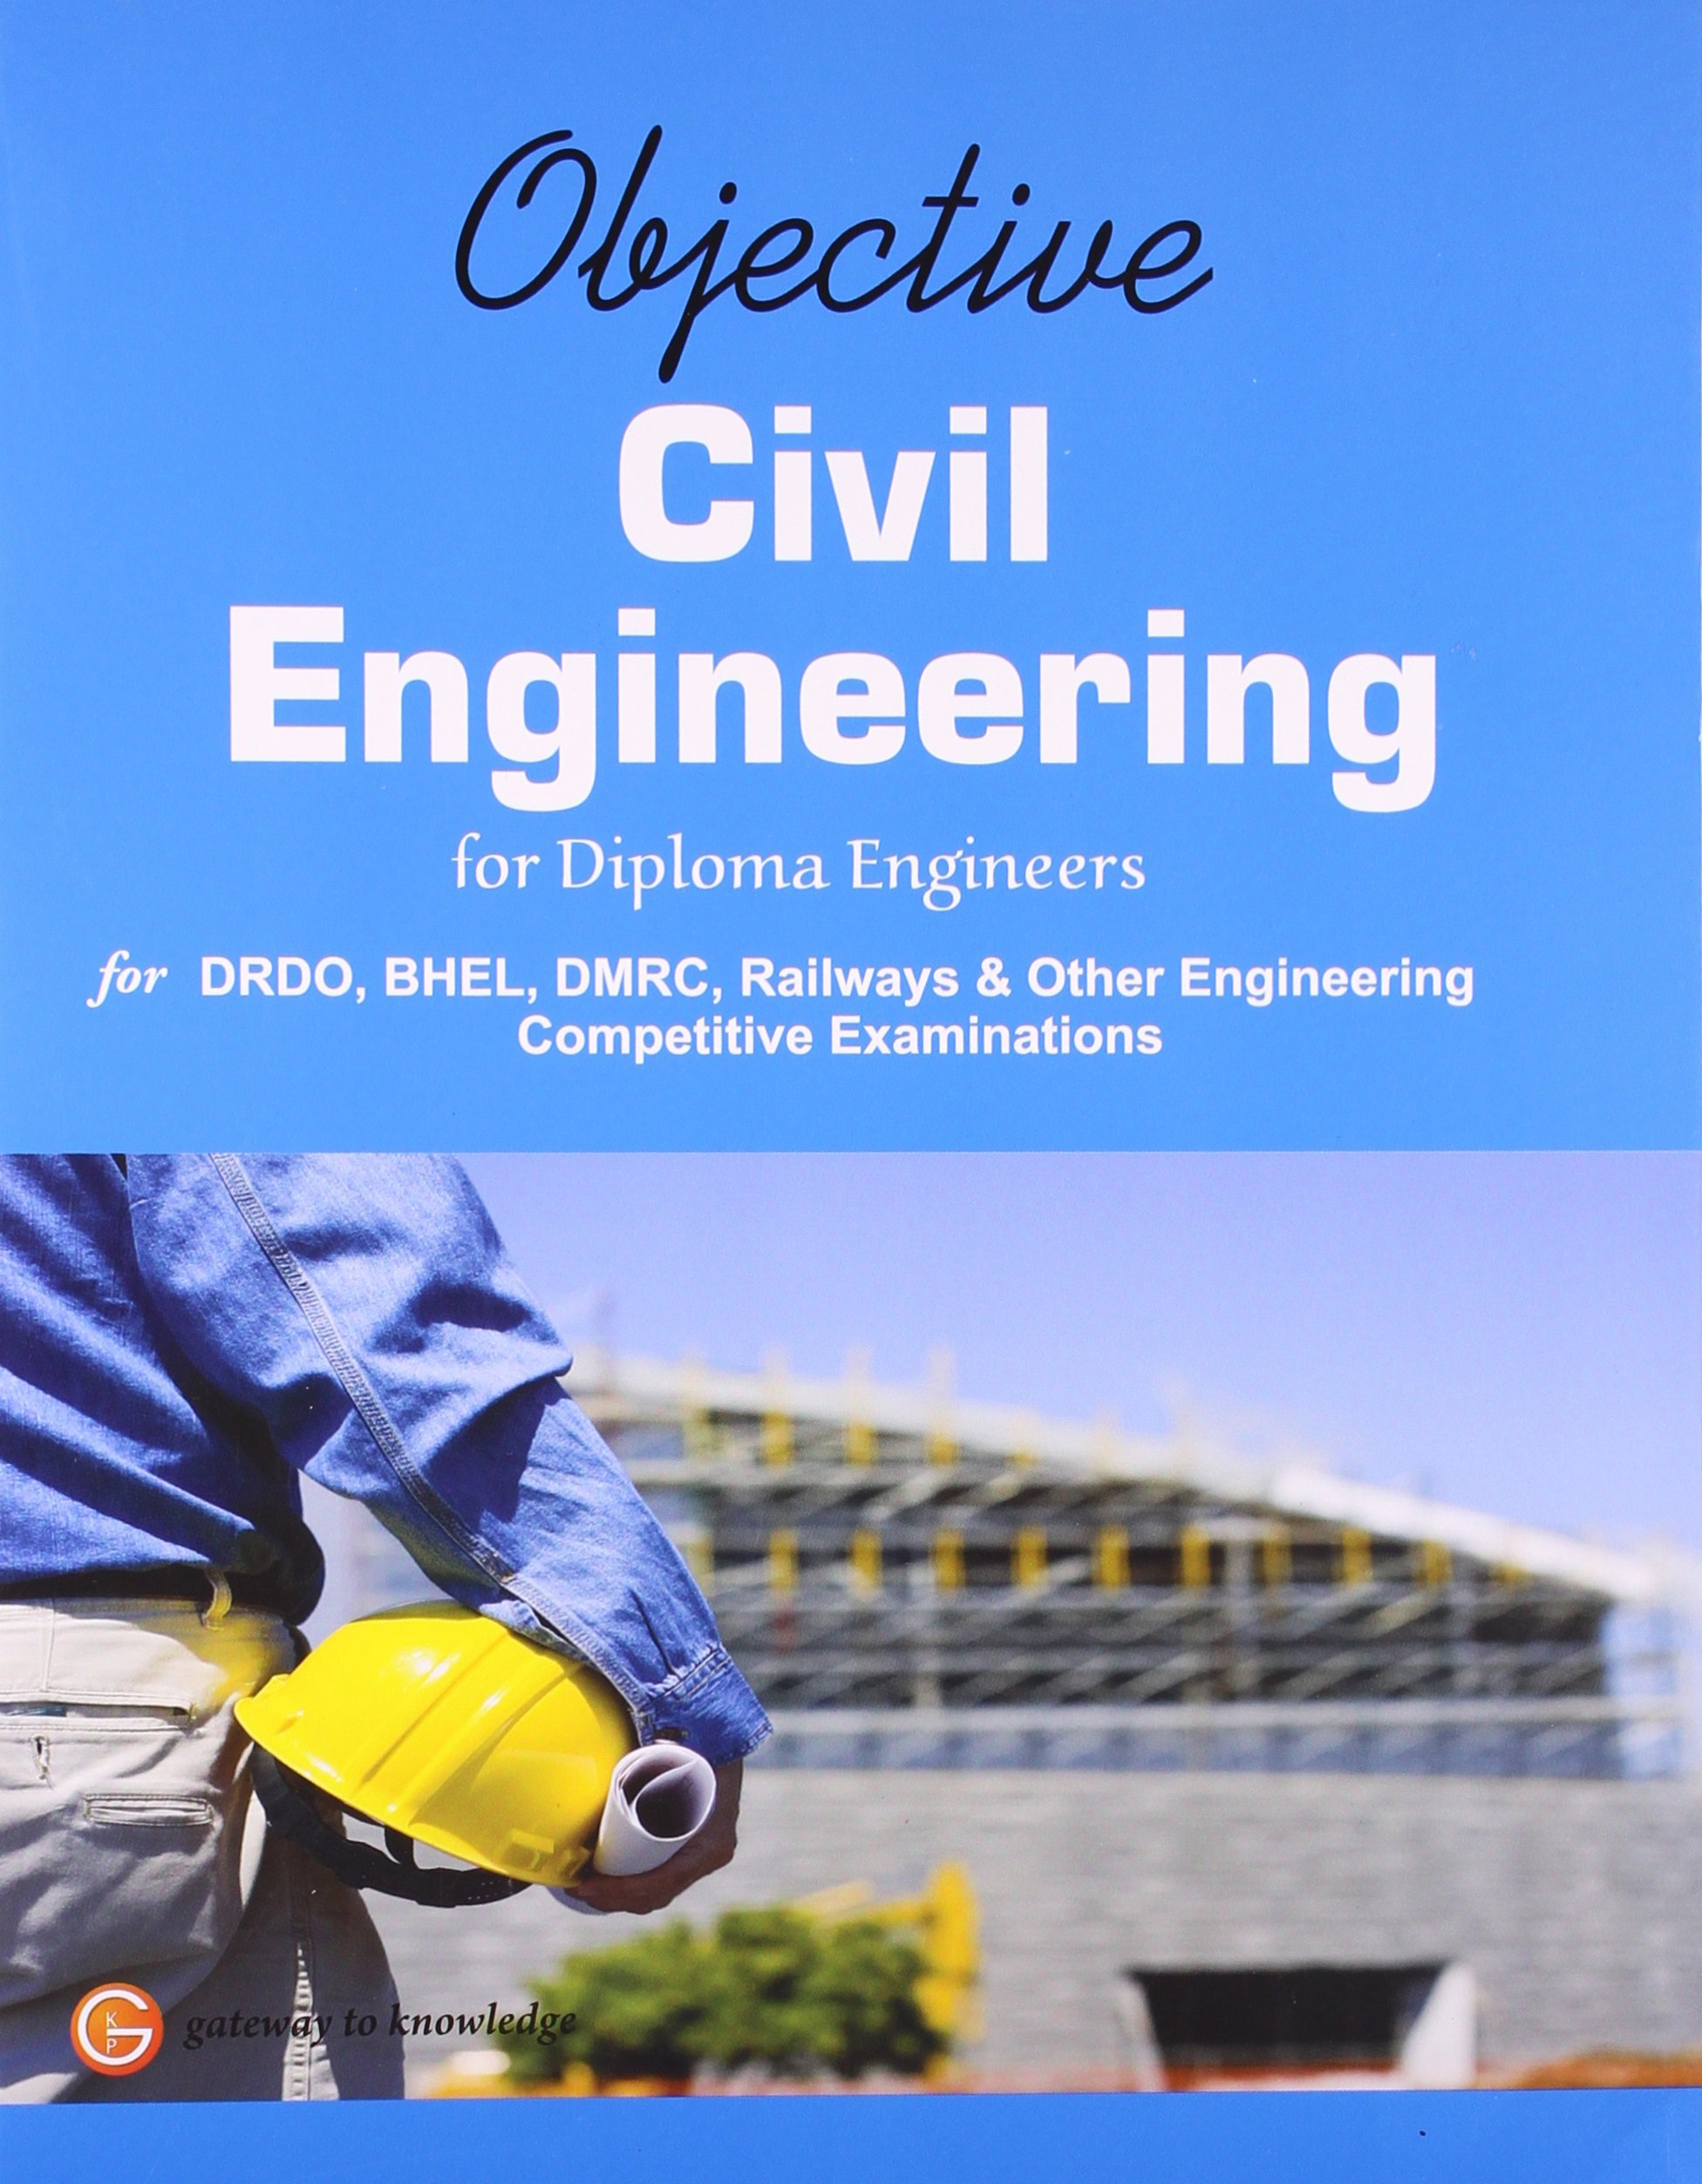 Objective
Civil
Engineering
for Diploma Engineers
for DRDO, BHEL, DMRC, Railways & Other Engineering
Competitive Examinations
G K P gateway to knowledge